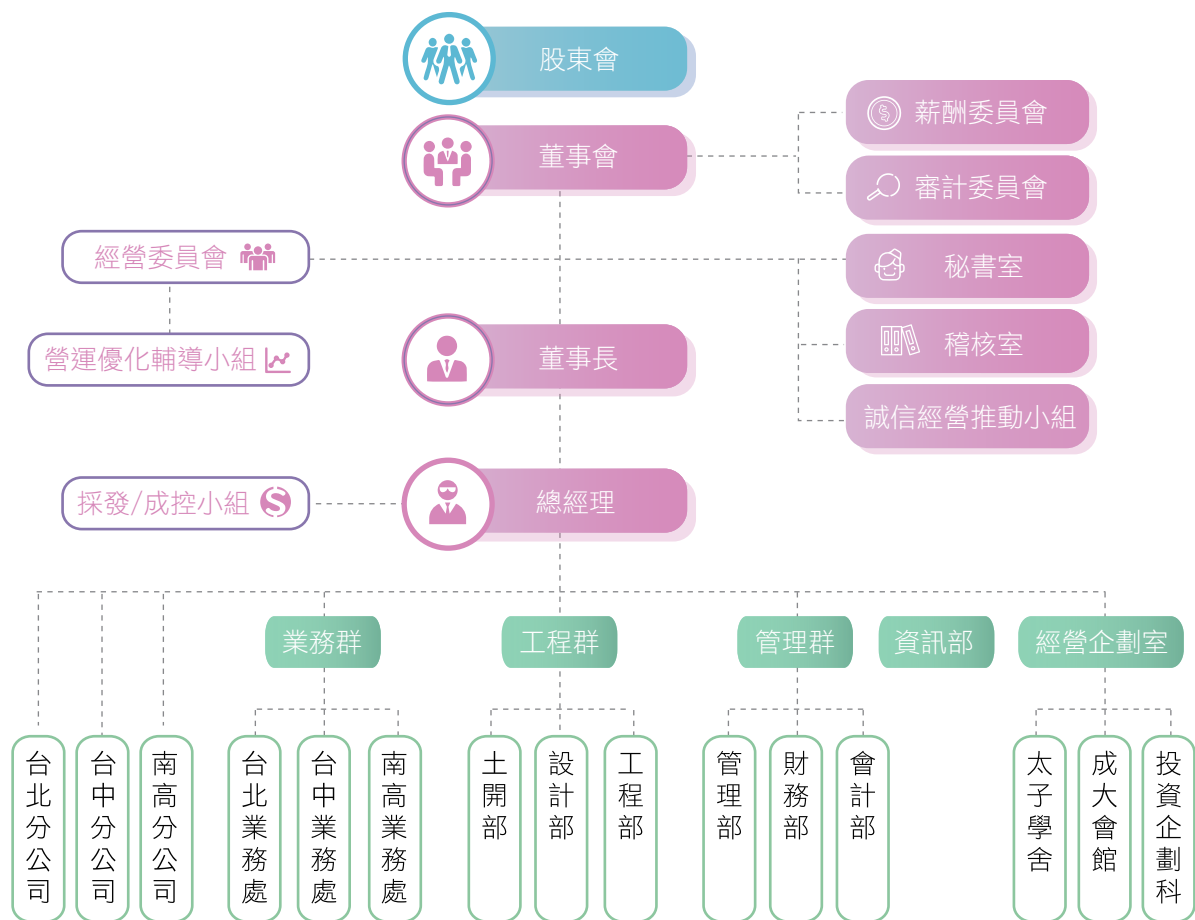 股東會
董事會
薪酬委員會
審計委員會
經營委員會
秘書室
營運優化輔導小組
董事長
稽核室
誠信經營推動小組
採發/成控小組
總經理
業務群
工程群
管理群
資訊部
經營企劃室
台北分公司
台中分公司
南高分公司
台北業務處
台中業務處
南高業務處
土開部
設計部
工程部
管理部
財務部
會計部
太子學舍
成大會館
投資企劃科